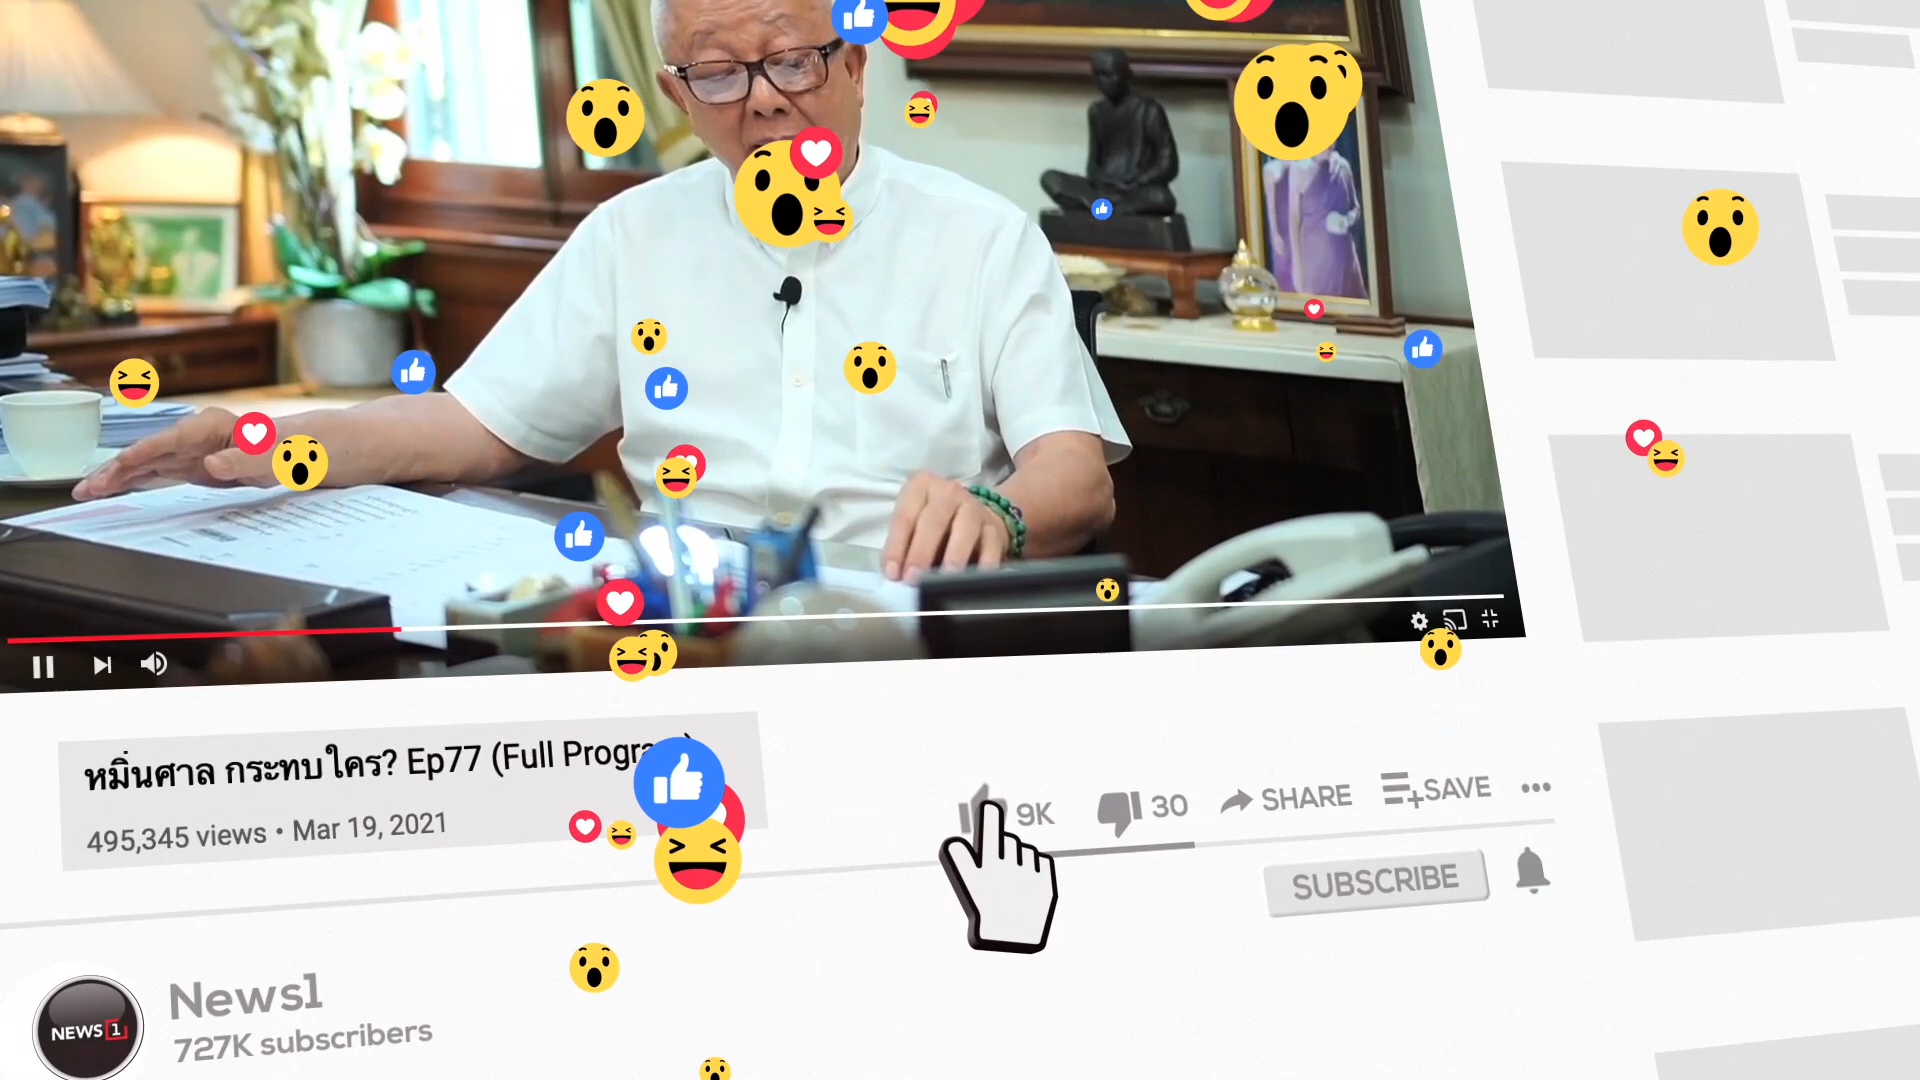 หมิ่นศาล กระทบใคร? Ep77 (Full
495,345 views • Mar 19, 2021
9K
30
SHARE
SAVE
SUBSCRIBE
News1
727K subscribers
NEWS 1